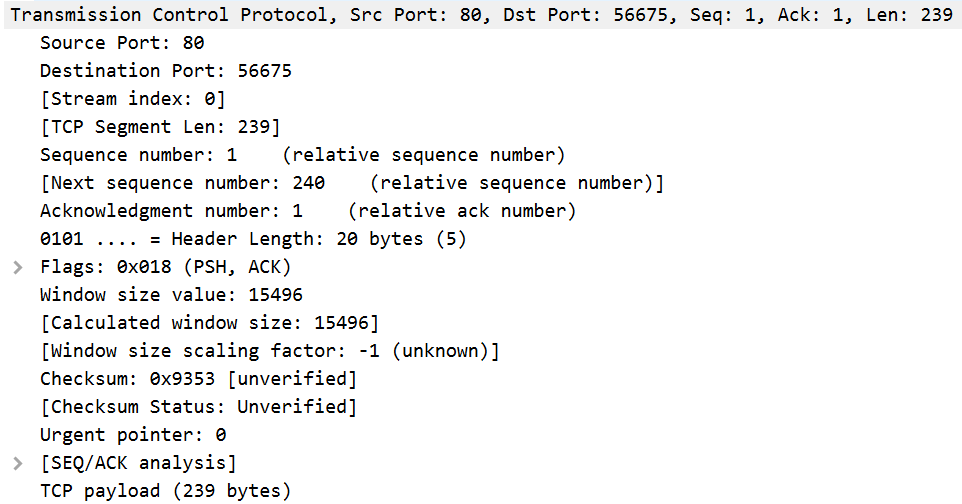 Transmission Control Protocol, Src Port: 80, Dst Port: 56675, Seq: 1, Ack: 1, Len: 239
Source Port: 80
Destination Port: 56675
[Stream index: 0]
[TCP Segment Len: 239]
Sequence number: 1    (relative sequence number)
[Next sequence number: 240    (relative sequence number)]
Acknowledgment number: 1    (relative ack number)
0101 .... = Header Length: 20 bytes (5)
Flags: 0x018 (PSH, ACK)
Window size value: 15496
[Calculated window size: 15496]
[Window size scaling factor: -1 (unknown)]
Checksum: 0x9353 [unverified]
[Checksum Status: Unverified]
Urgent pointer: 0
[SEQ/ACK analysis]
TCP payload (239 bytes)